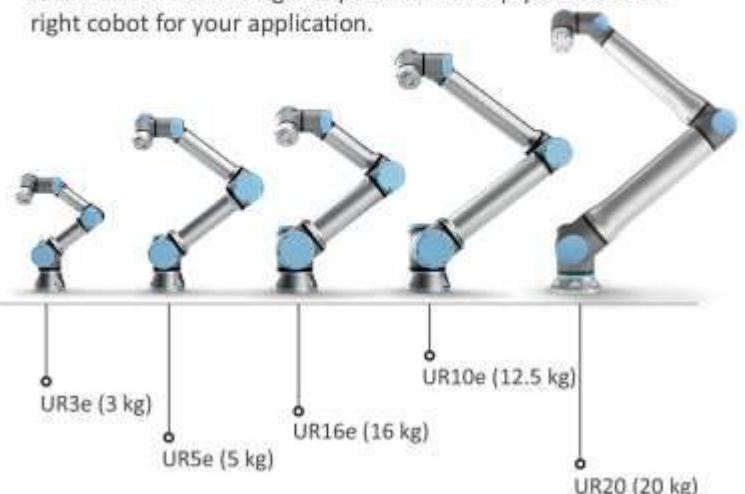 right cobot for your application.
UR3e (3 kg)
UR5e (5 kg)
UR16e (16 kg)
UR10e (12.5 kg)
UR20 (20 kg)